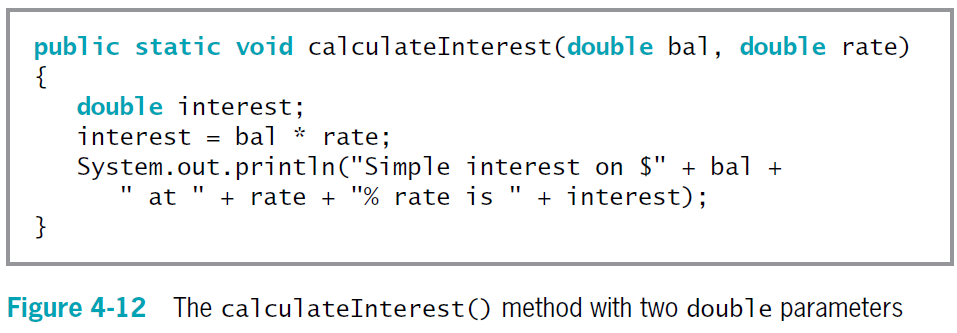 public static void calculateInterest(double bal, double rate)
{
double interest;
interest = bal * rate;
System.out.println("Simple interest on $" + bal +
" at " + rate + "% rate is " + interest);
}
Figure 4-12 The calculateInterest() method with two double parameters